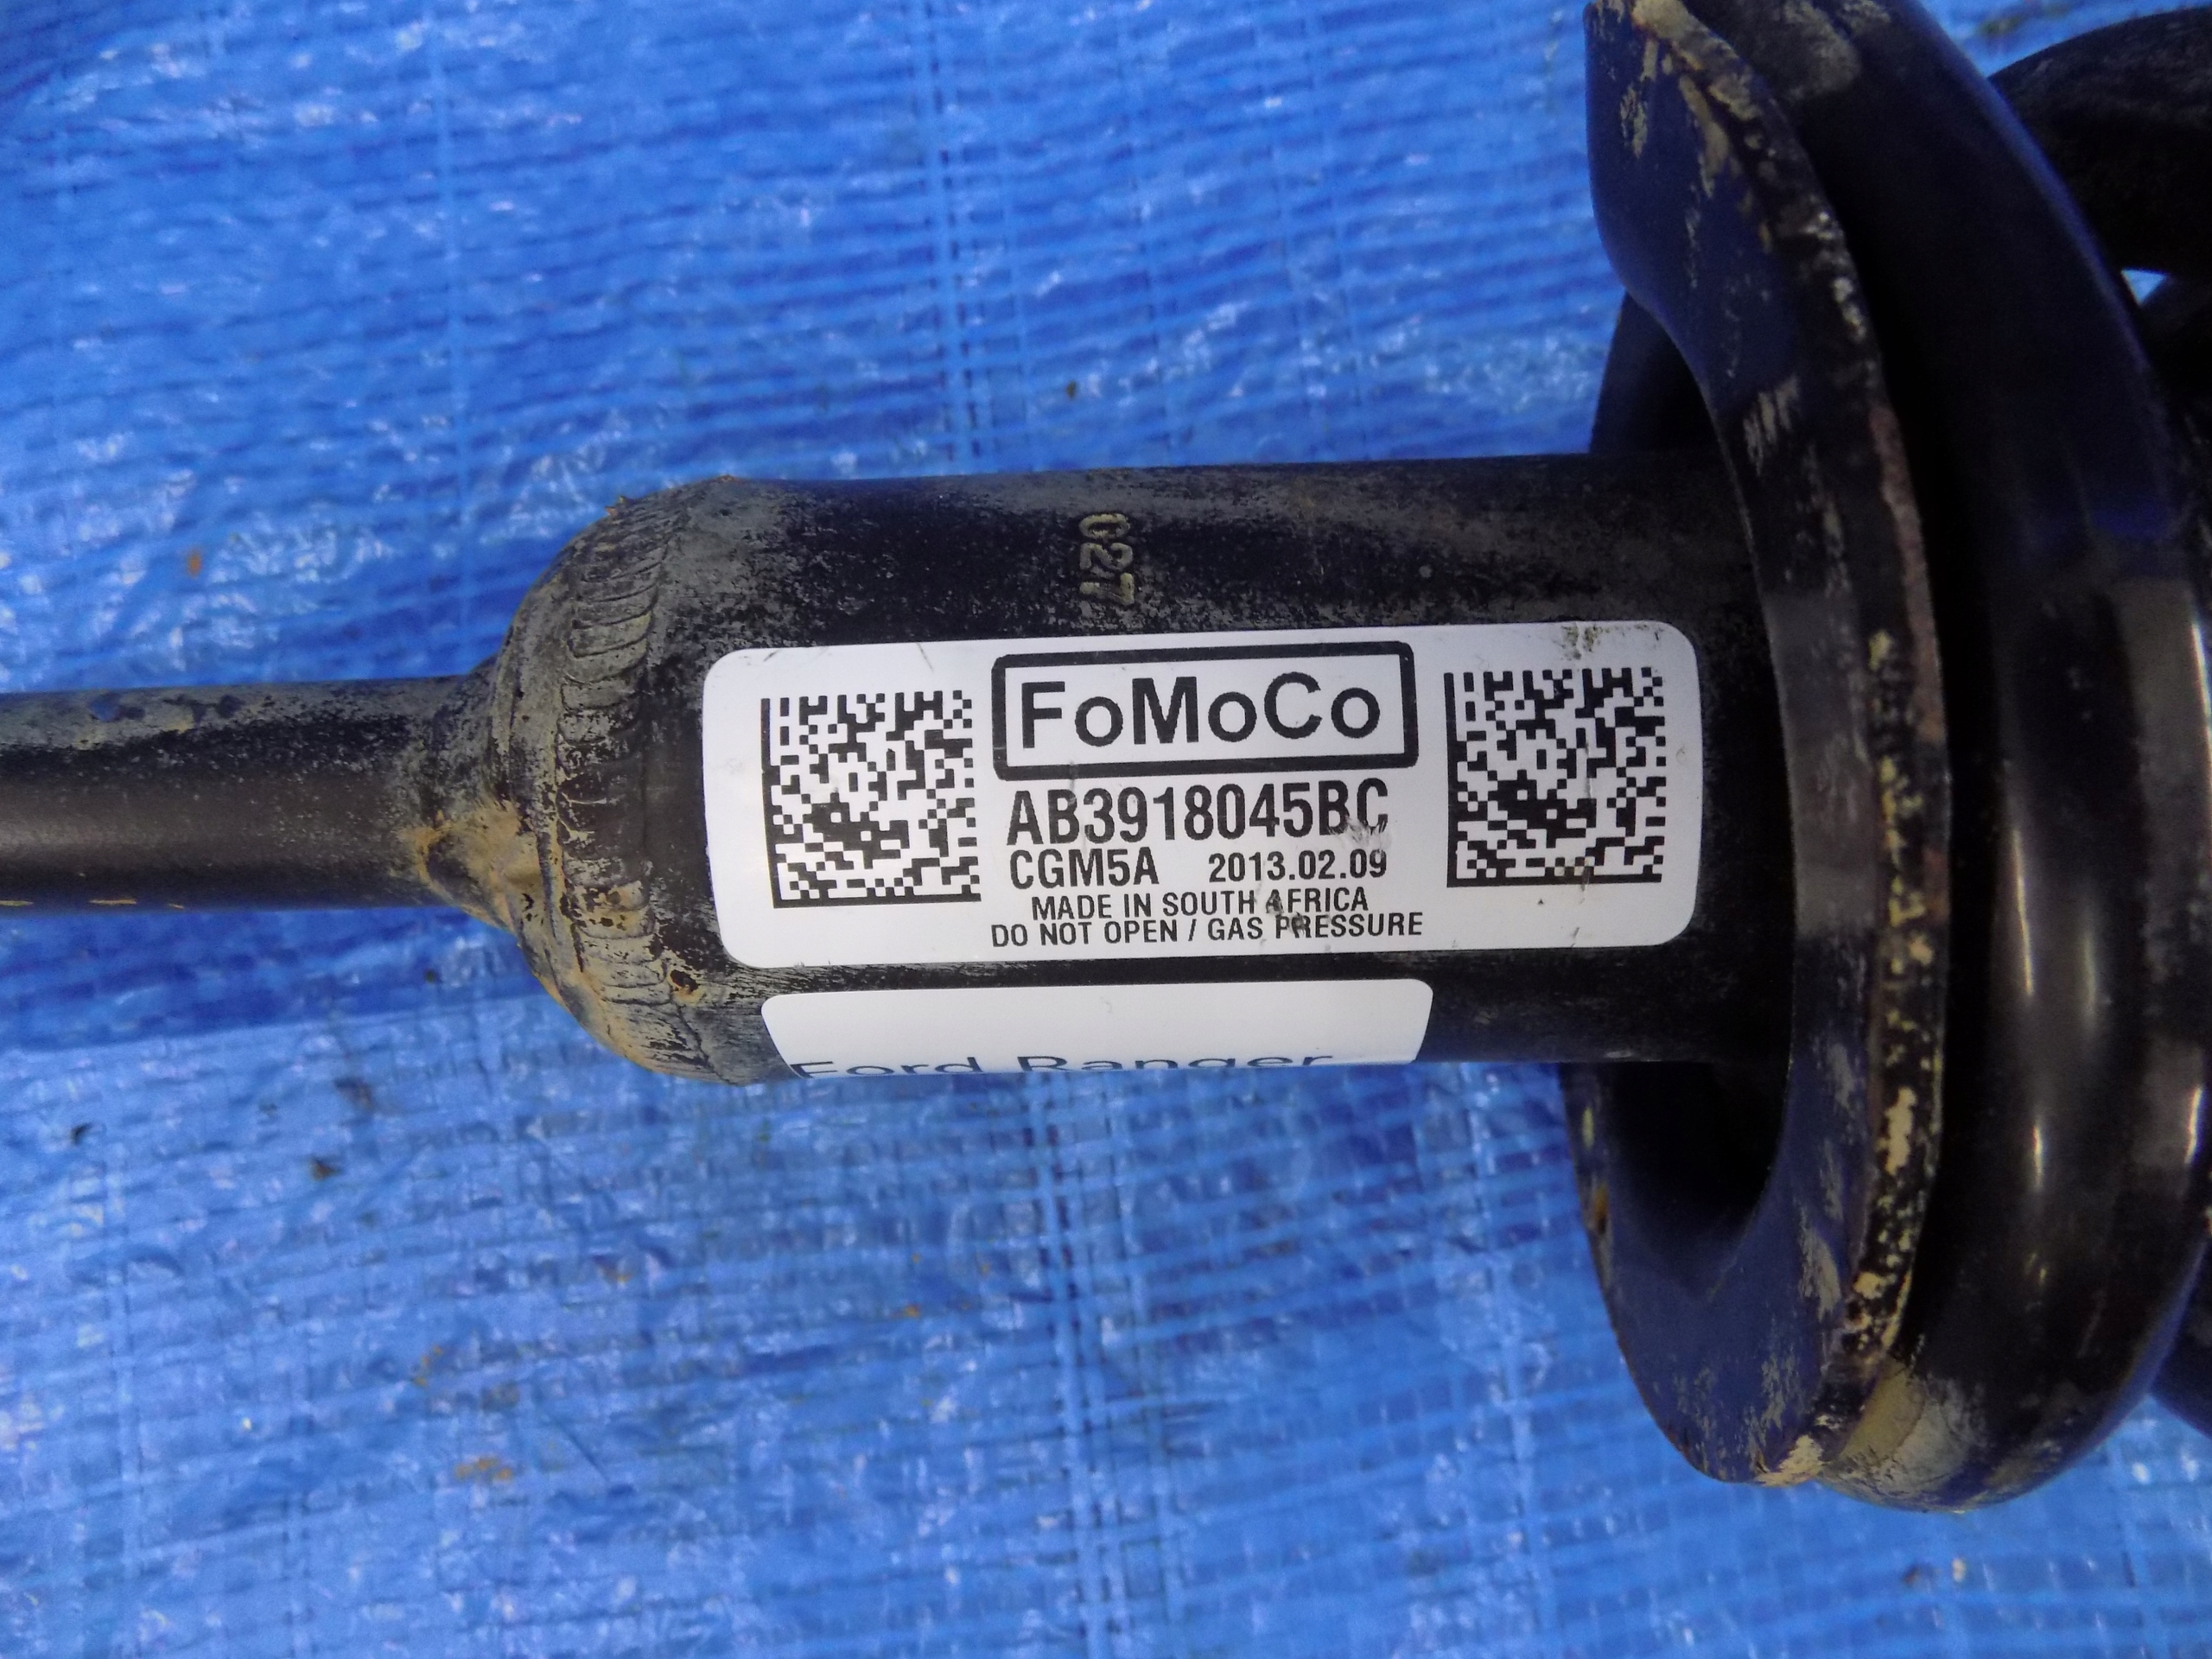 027
FoMoCo
AB3918045BC
CGM5A 2013.02.09
MADE IN SOUTH AFRICA
DO NOT OPEN / GAS PRESSURE
Ford Ranger